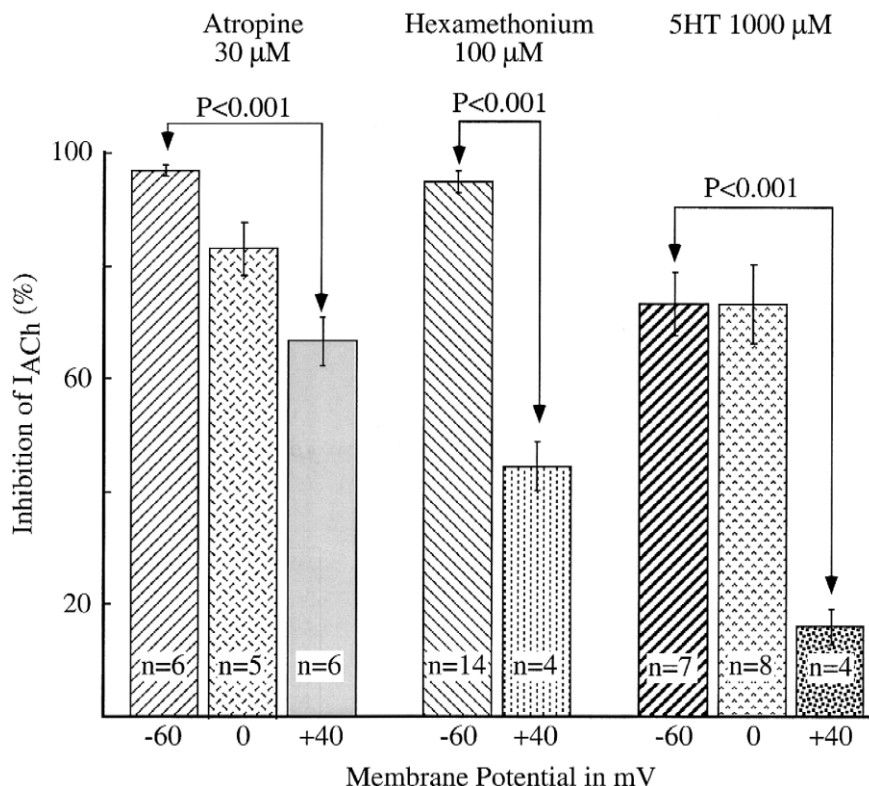 Atropine
30 µM
Hexamethonium
100 µM
5HT 1000 µM
P<0.001
P<0.001
P<0.001
100
60
20
Inhibition of I_ACh (%)
n=6
n=5
n=6
n=14
n=4
n=7
n=8
n=4
-60
0
+40
-60
+40
-60
0
+40
Membrane Potential in mV